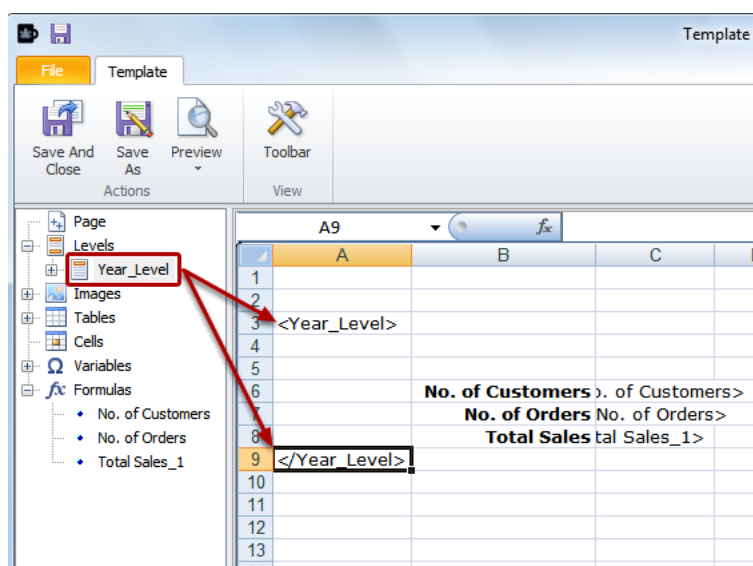 Template
File Template
Save And Close
Save As
Preview
Toolbar
Actions
View
Page
Levels
Year_Level
Images
Tables
Cells
Variables
Formulas
No. of Customers
No. of Orders
Total Sales_1
A9 fx
A B C
1
2
3 <Year_Level>
4
5
6 No. of Customers o. of Customers>
7 No. of Orders No. of Orders>
8 Total Sales tal Sales_1>
9 </Year_Level>
10
11
12
13